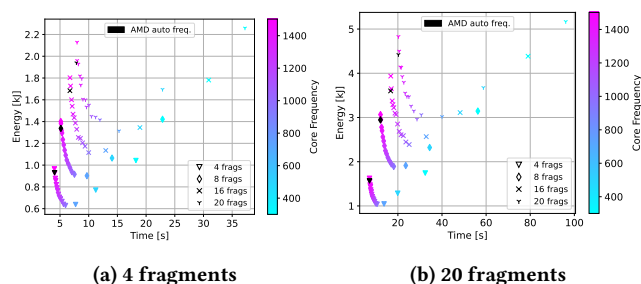 AMD auto freq.
2.2
2.0
1.8
1.6
1.4
1.2
1.0
0.8
0.6
Energy [kJ]
5 10 15 20 25 30 35
Time [s]
4 frags
8 frags
16 frags
20 frags
1400
1200
1000
800
600
400
Core Frequency
(a) 4 fragments
AMD auto freq.
5
4
3
2
1
Energy [kJ]
0 20 40 60 80 100
Time [s]
4 frags
8 frags
16 frags
20 frags
1400
1200
1000
800
600
400
Core Frequency
(b) 20 fragments